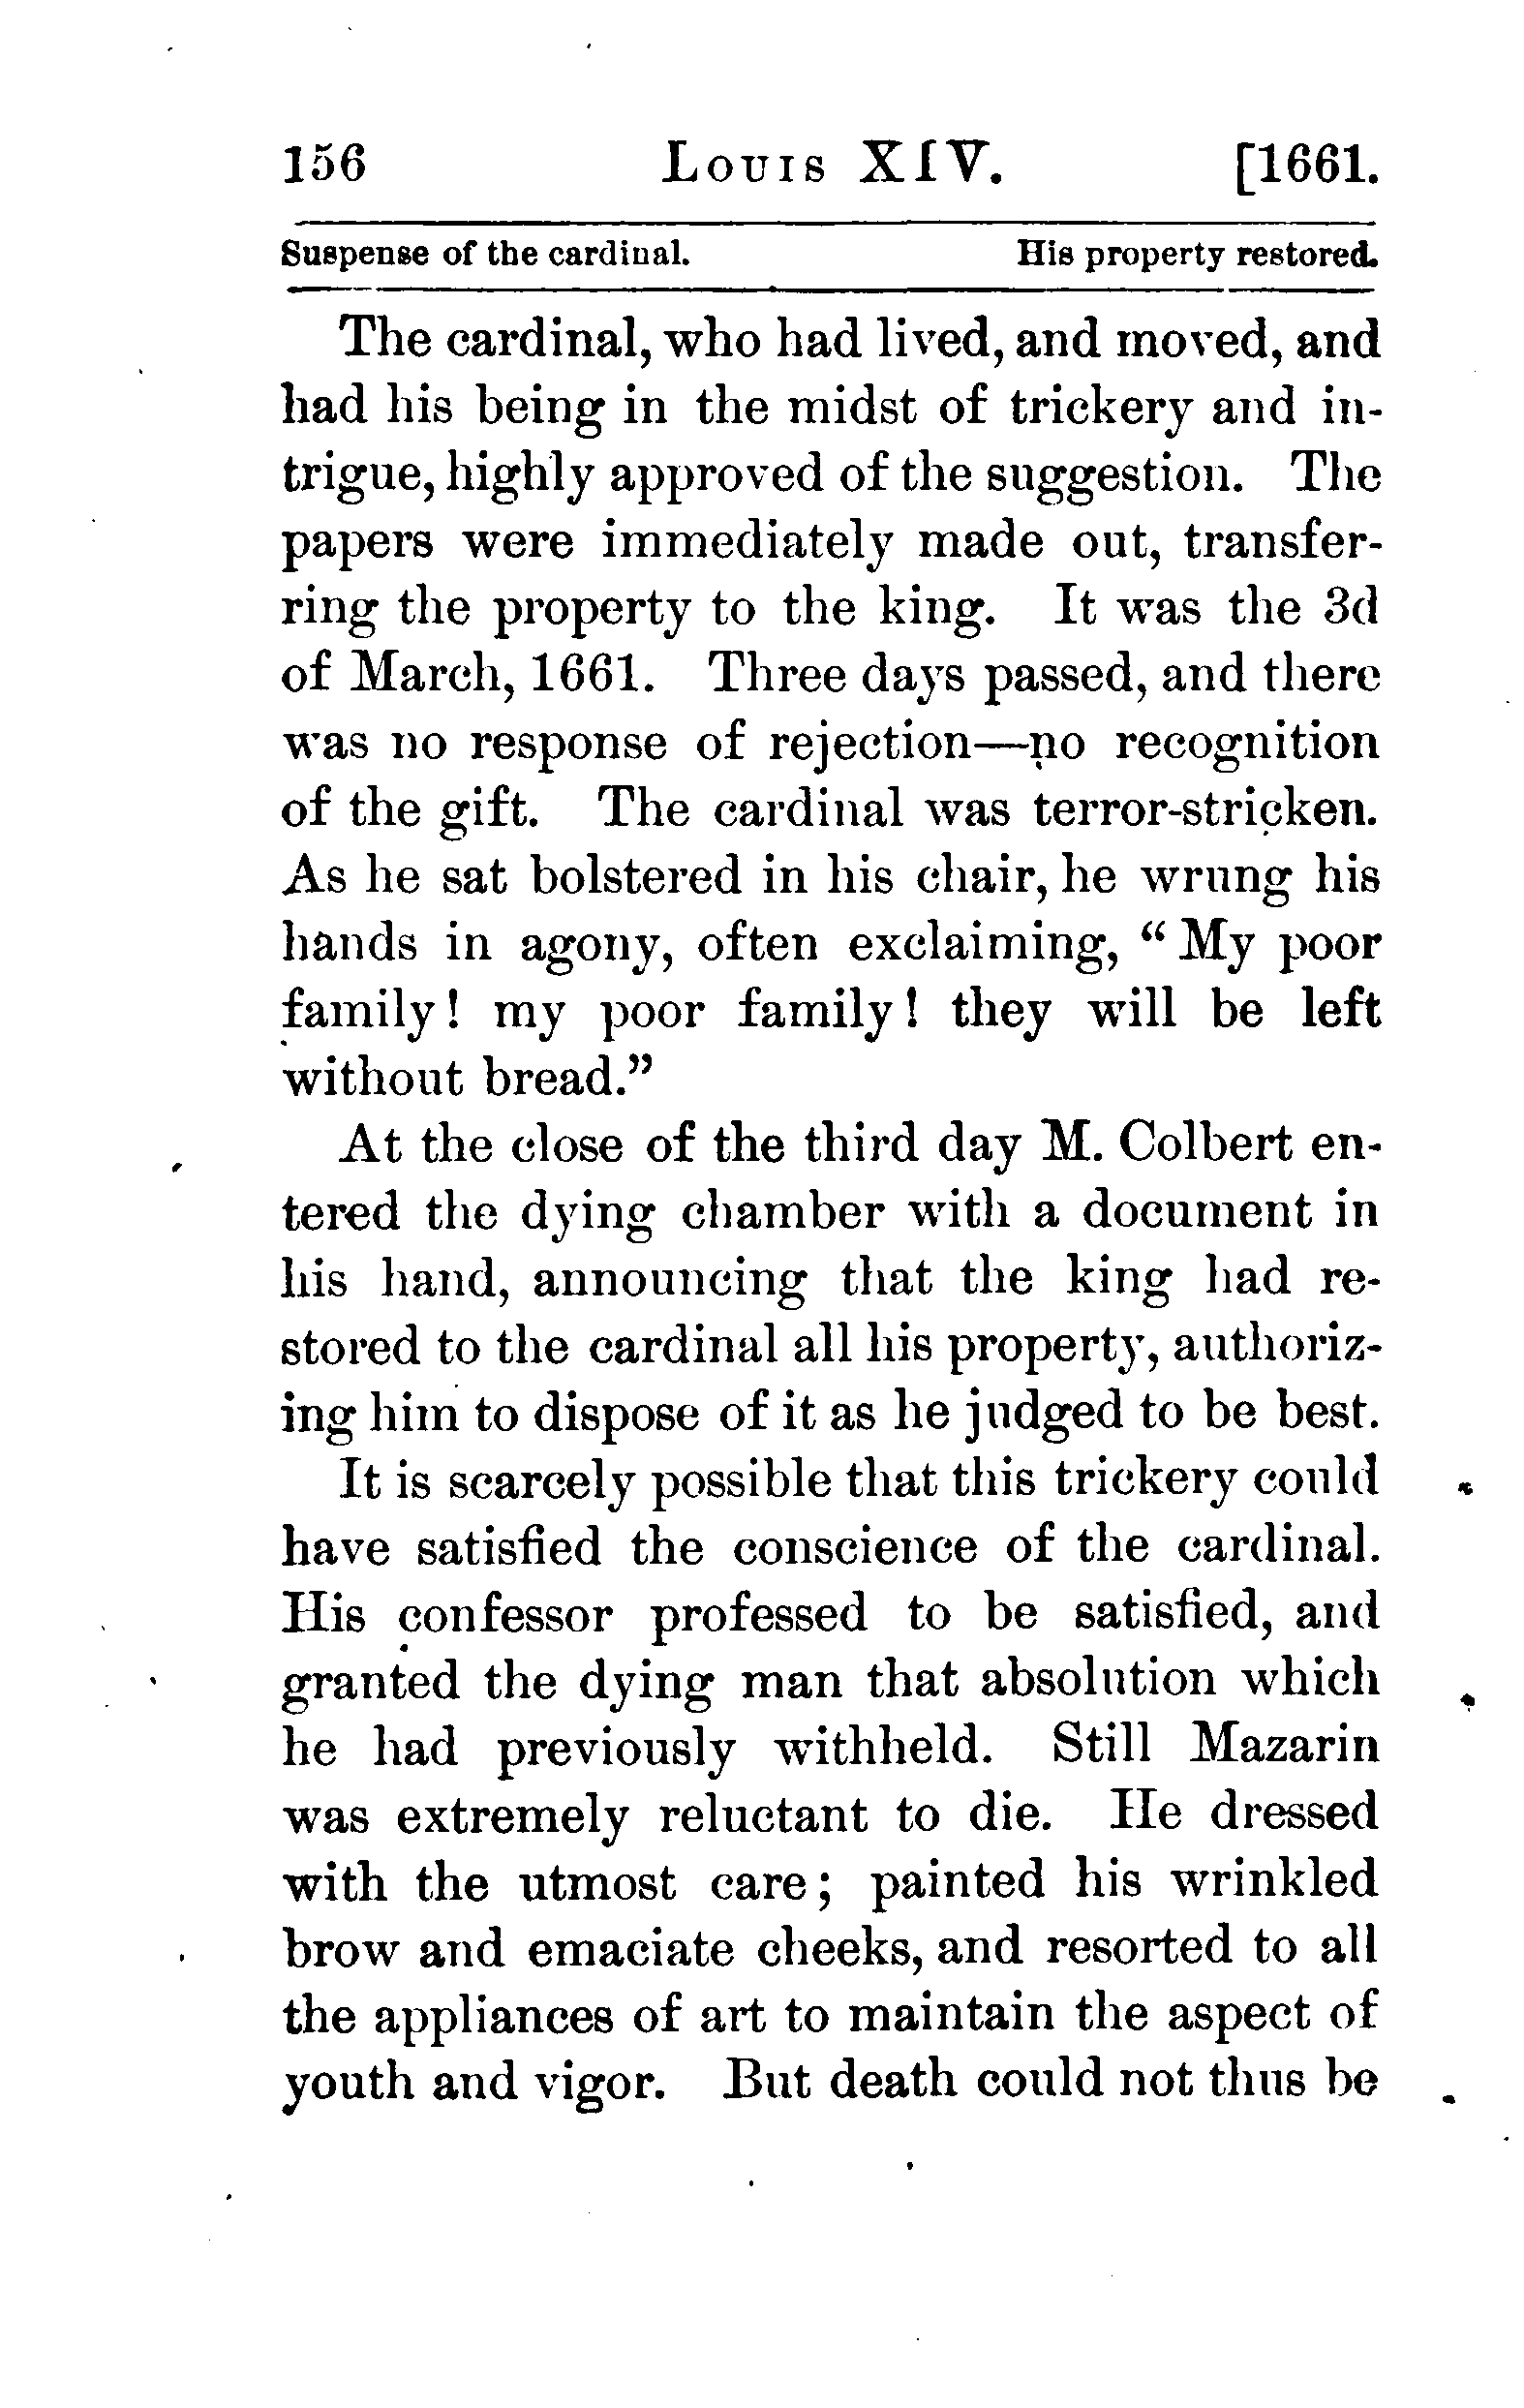 156 Louis XIV. [1661.
Suspense of the cardinal. His property restored.
The cardinal, who had lived, and moved, and
had his being in the midst of trickery and in-
trigue, highly approved of the suggestion. The
papers were immediately made out, transfer-
ring the property to the king. It was the 3d
of March, 1661. Three days passed, and there
was no response of rejection—no recognition
of the gift. The cardinal was terror-stricken.
As he sat bolstered in his chair, he wrung his
hands in agony, often exclaiming, “My poor
family! my poor family! they will be left
without bread.”
At the close of the third day M. Colbert en-
tered the dying chamber with a document in
his hand, announcing that the king had re-
stored to the cardinal all his property, authoriz-
ing him to dispose of it as he judged to be best.
It is scarcely possible that this trickery could
have satisfied the conscience of the cardinal.
His confessor professed to be satisfied, and
granted the dying man that absolution which
he had previously withheld. Still Mazarin
was extremely reluctant to die. He dressed
with the utmost care; painted his wrinkled
brow and emaciate cheeks, and resorted to all
the appliances of art to maintain the aspect of
youth and vigor. But death could not thus be